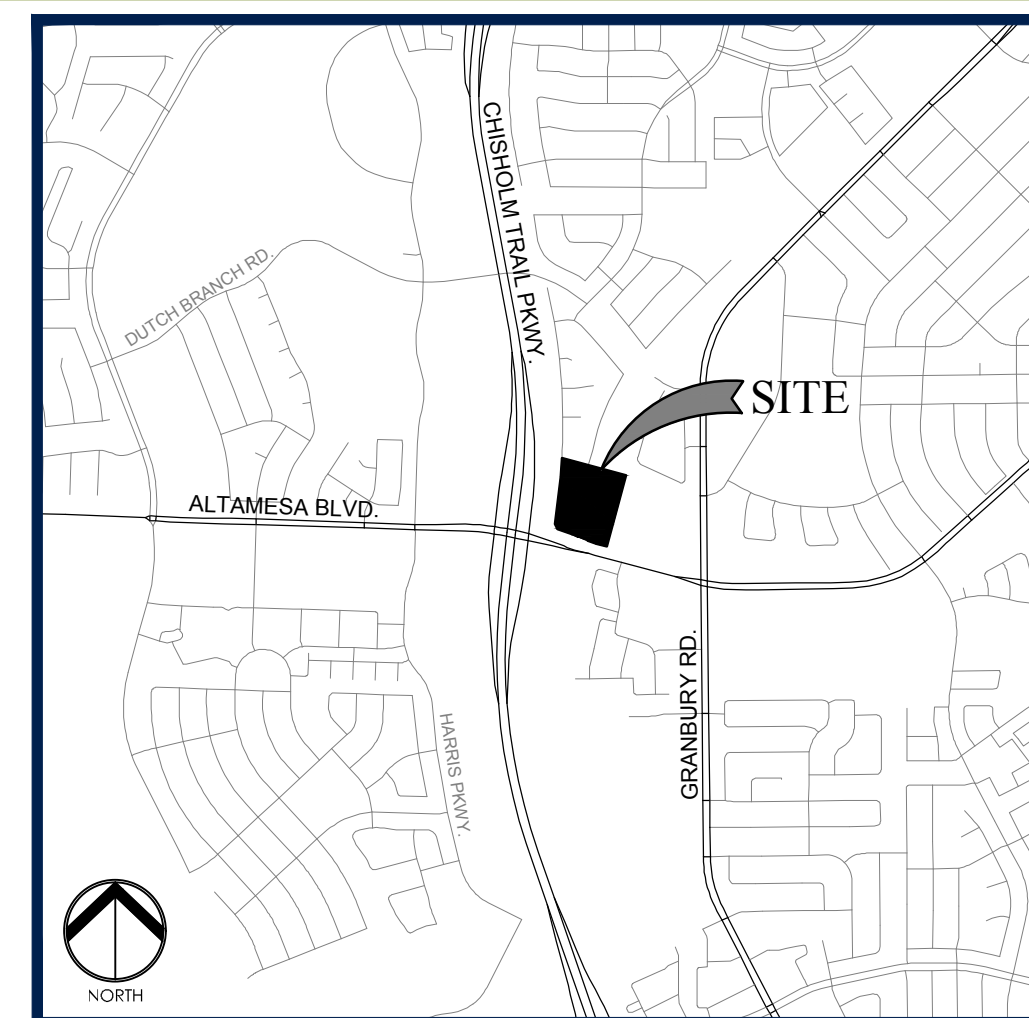 CHISHOLM TRAIL PKWY.
DUTCH BRANCH RD.
SITE
ALTAMESA BLVD.
GRANBURY RD.
HARRIS PKWY.
NORTH